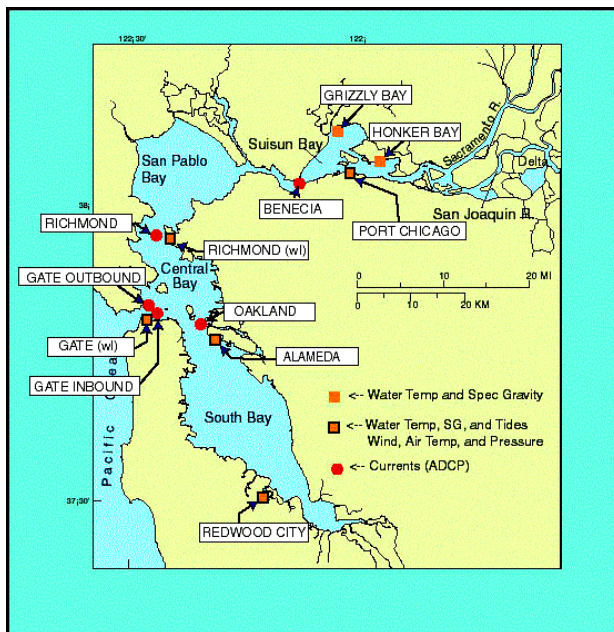 122; 30'
122;
GRIZZLY BAY
Suisun Bay
HONKER BAY
Sacramento R.
San Pablo
Bay
Delta
BENECIA
PORT CHICAGO
San Joaquin R.
38;
RICHMOND
RICHMOND (wl)
Central
Bay
GATE OUTBOUND
0 10 20 MI
0 10 20 KM
OAKLAND
GATE (wl)
ALAMEDA
GATE INBOUND
Pacific Ocean
South Bay
<-- Water Temp and Spec Gravity
<-- Water Temp, SG, and Tides
Wind, Air Temp, and Pressure
<-- Currents (ADCP)
37; 30'
REDWOOD CITY